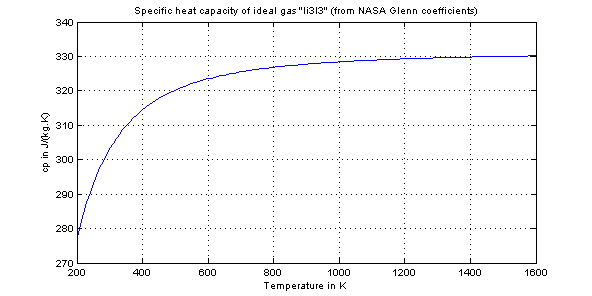 Specific heat capacity of ideal gas "li3I3" (from NASA Glenn coefficients)
340
330
320
310
300
290
280
270
cp in J/(kg.K)
200 400 600 800 1000 1200 1400 1600
Temperature in K